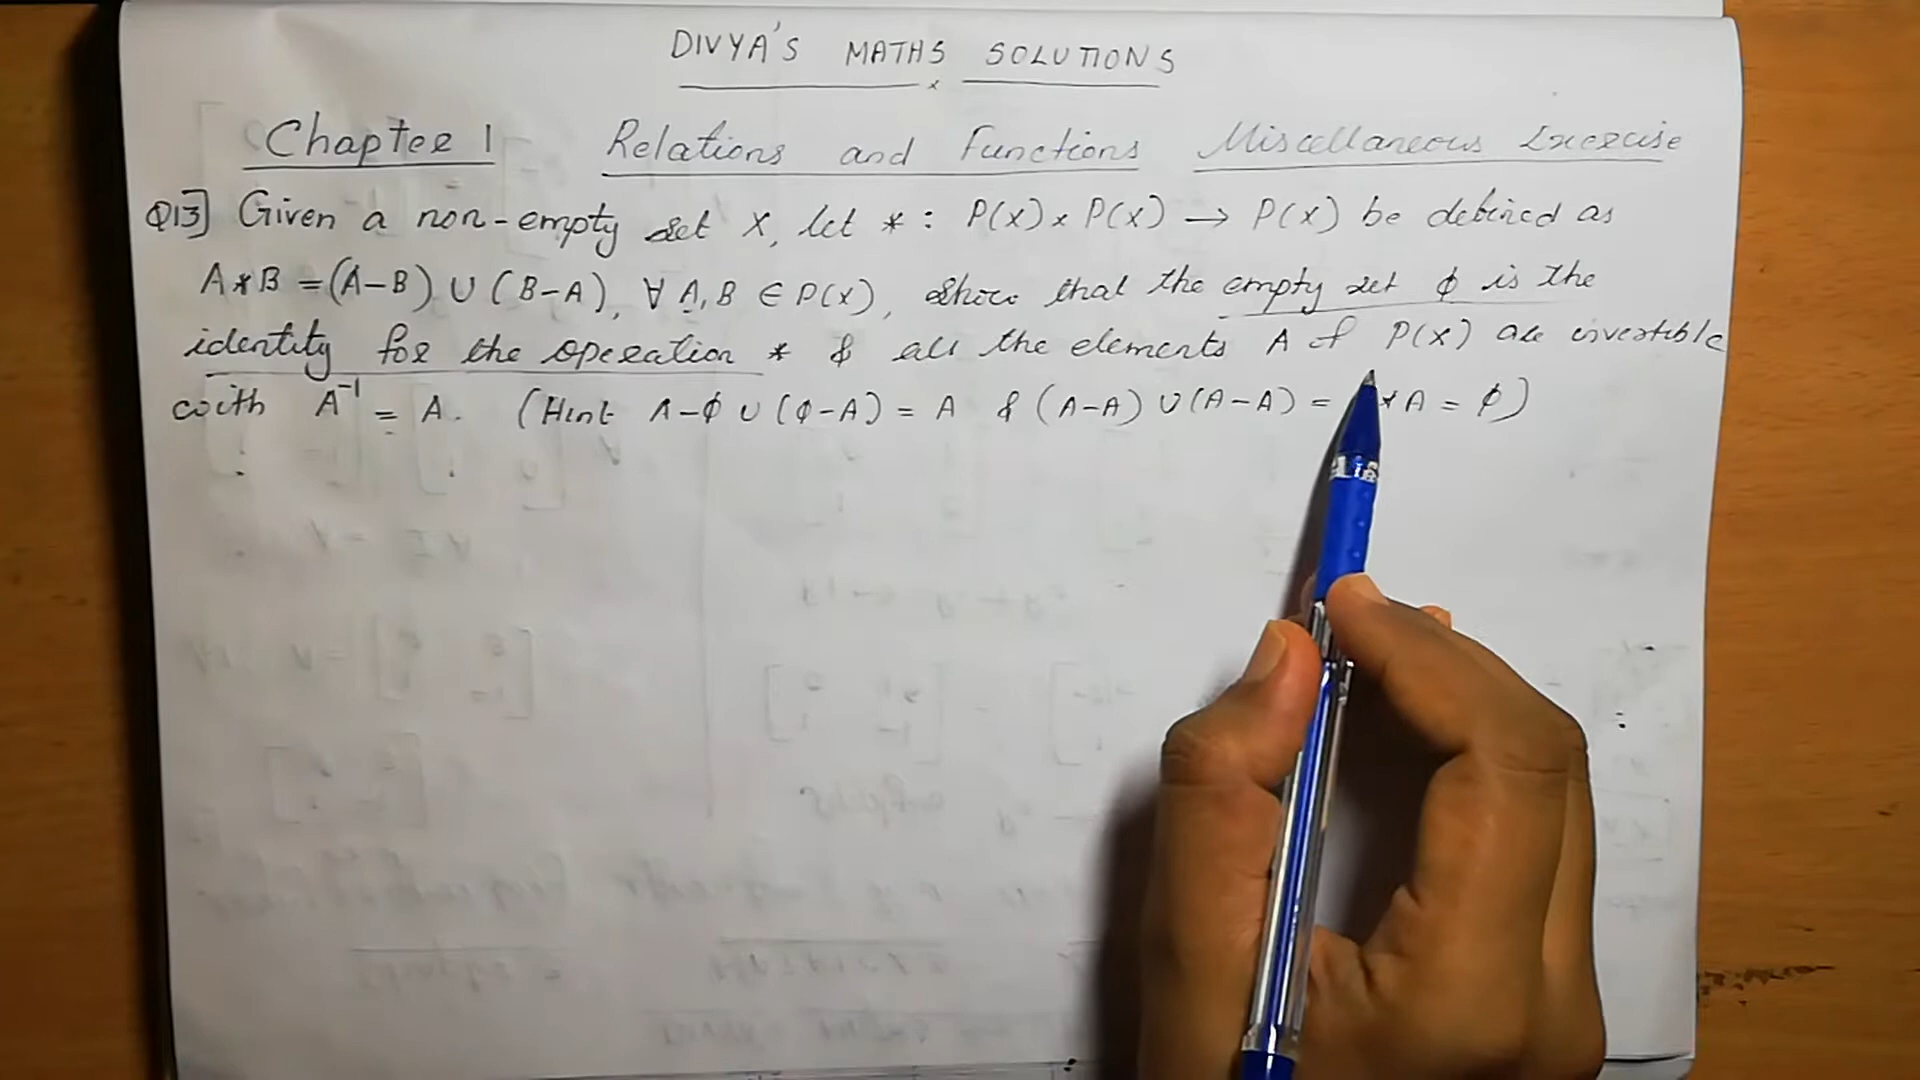 DIVYA'S MATHS SOLUTIONS
Chapter 1 Relations and Functions Miscellaneous Exercise
Q13] Given a non-empty set X, let * : P(X) × P(X) → P(X) be defined as
A*B = (A-B) ∪ (B-A), ∀ A,B ∈ P(X), show that the empty set ϕ is the
identity for the operation * & all the elements A of P(X) are invertible
with A⁻¹ = A. (Hint A-ϕ ∪ (ϕ-A) = A & (A-A) ∪ (A-A) = * A = ϕ)